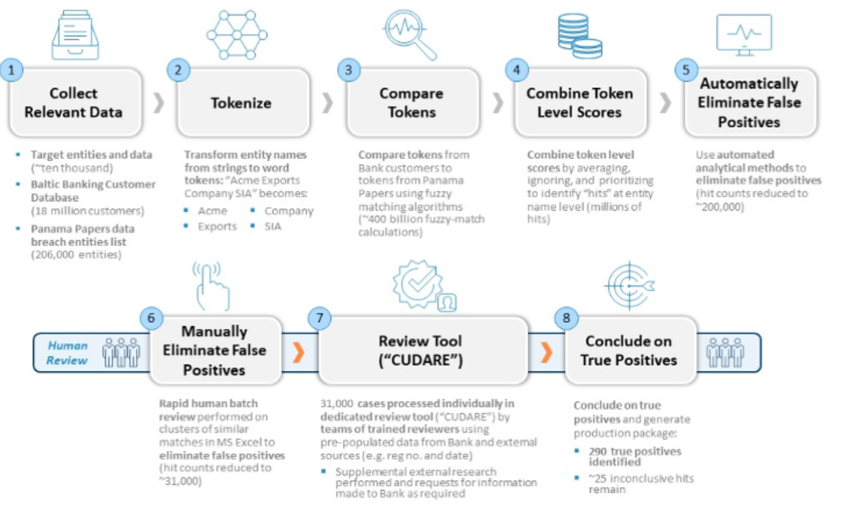 1
Collect
Relevant Data
Target entities and data
(~ten thousand)
Baltic Banking Customer
Database
(18 million customers)
Panama Papers data
breach entities list
(206,000 entities)
2
Tokenize
Transform entity names
from strings to word
tokens: "Acme Exports
Company SIA" becomes:
Acme
Company
Exports
SIA
3
Compare
Tokens
Compare tokens from
Bank customers to
tokens from Panama
Papers using fuzzy
matching algorithms
(~400 billion fuzzy-match
calculations)
4
Combine Token
Level Scores
Combine token level
scores by averaging,
ignoring, and prioritizing
to identify "hits" at entity
name level (millions of
hits)
5
Automatically
Eliminate False
Positives
Use automated
analytical methods to
eliminate false positives
(hit counts reduced to
~200,000)
Human
Review
6
Manually
Eliminate False
Positives
Rapid human batch
review performed on
clusters of similar
matches in MS Excel to
eliminate false positives
(hit counts reduced to
~31,000)
7
Review Tool
("CUDARE")
31,000 cases processed individually in
dedicated review tool ("CUDARE") by
teams of trained reviewers using
pre-populated data from Bank and external
sources (e.g. reg no. and date)
Supplemental external research
performed and requests for information
made to Bank as required
8
Conclude on
True Positives
Conclude on true
positives and generate
production package:
290 true positives
identified
~25 inconclusive hits
remain